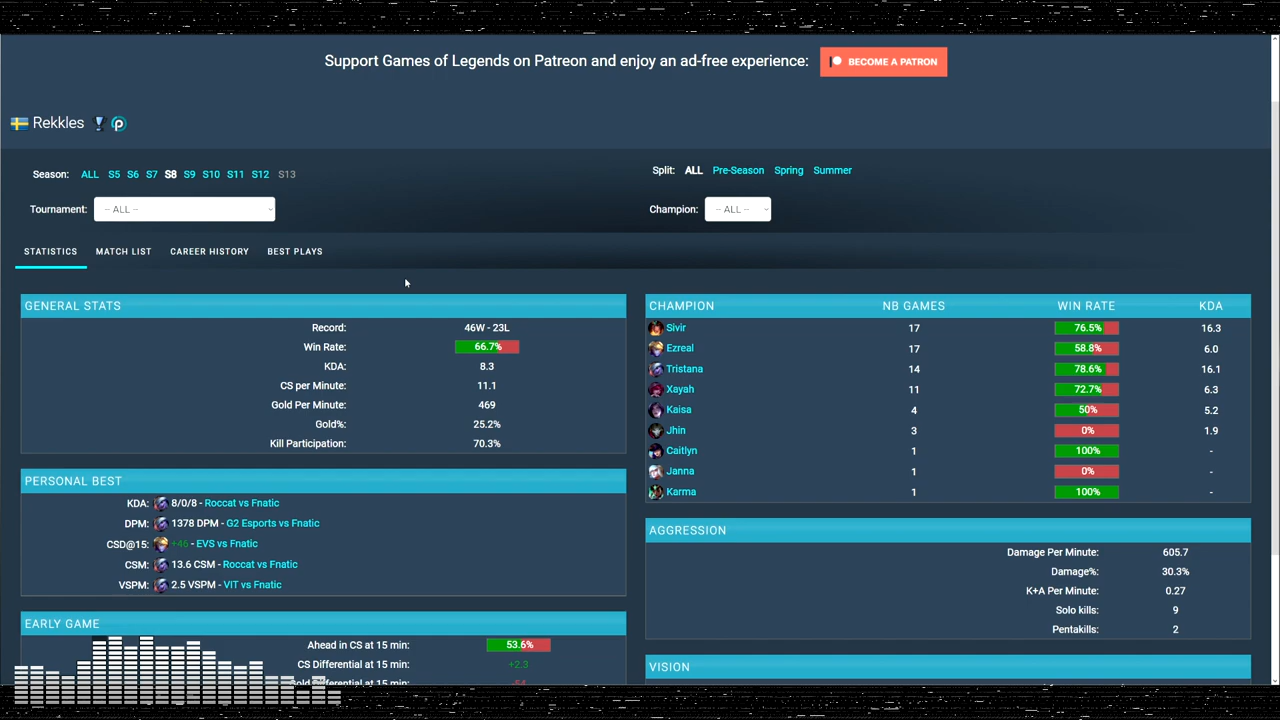 Support Games of Legends on Patreon and enjoy an ad-free experience: BECOME A PATRON
Rekkles
Season: ALL S5 S6 S7 S8 S9 S10 S11 S12 S13
Split: ALL Pre-Season Spring Summer
Tournament: -- ALL --
Champion: -- ALL --
STATISTICS MATCH LIST CAREER HISTORY BEST PLAYS
GENERAL STATS
Record: 46W - 23L
Win Rate: 66.7%
KDA: 8.3
CS per Minute: 11.1
Gold Per Minute: 469
Gold%: 25.2%
Kill Participation: 70.3%
PERSONAL BEST
KDA: 8/0/8 - Roccat vs Fnatic
DPM: 1378 DPM - G2 Esports vs Fnatic
CSD@15: +46 - EVS vs Fnatic
CSM: 13.6 CSM - Roccat vs Fnatic
VSPM: 2.5 VSPM - VIT vs Fnatic
EARLY GAME
Ahead in CS at 15 min: 53.6%
CS Differential at 15 min: +2.3
Differential at 15 min:
CHAMPION NB GAMES WIN RATE KDA
Sivir 17 76.5% 16.3
Ezreal 17 58.8% 6.0
Tristana 14 78.6% 16.1
Xayah 11 72.7% 6.3
Kaisa 4 50% 5.2
Jhin 3 0% 1.9
Caitlyn 1 100% -
Janna 1 0% -
Karma 1 100% -
AGGRESSION
Damage Per Minute: 605.7
Damage%: 30.3%
K+A Per Minute: 0.27
Solo kills: 9
Pentakills: 2
VISION